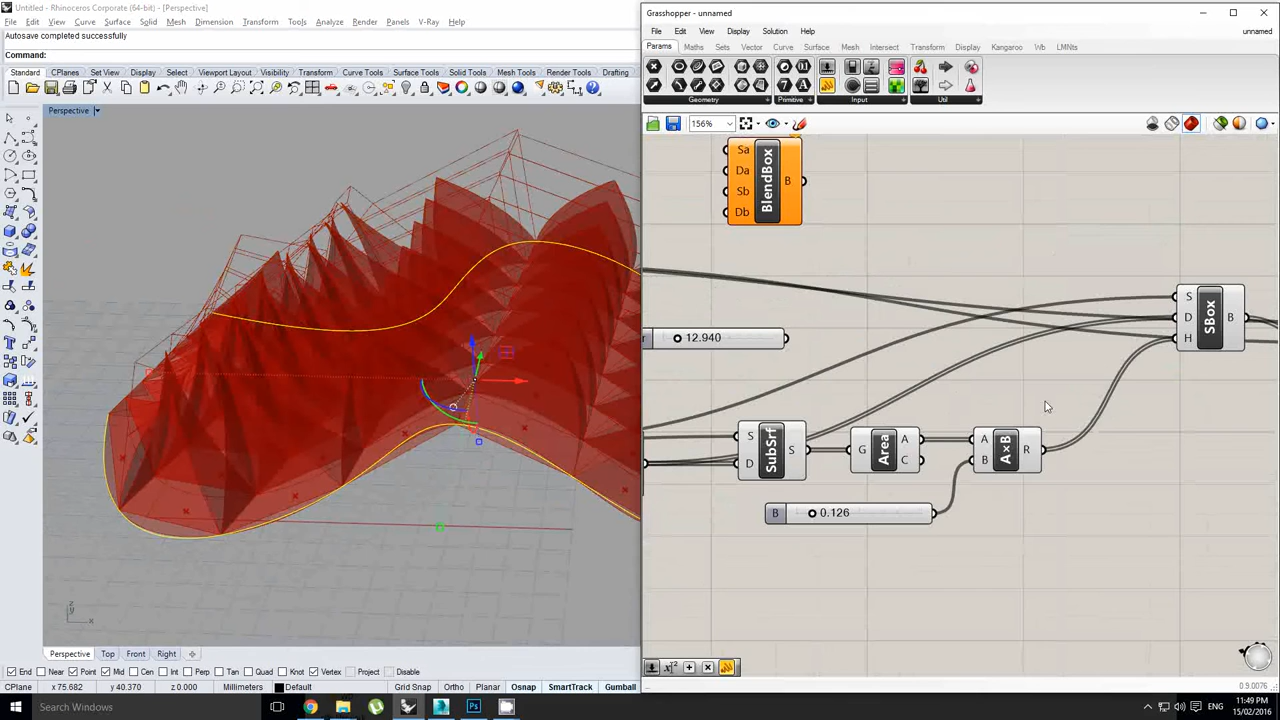 Untitled - Rhinoceros Corporate (64-bit) - [Perspective]
File Edit View Curve Surface Solid Mesh Dimension Transform Tools Analyze Render Panels V-Ray Help
Autosave completed successfully
Command:
Standard CPlanes Set View Display Select Viewport Layout Visibility Transform Curve Tools Surface Tools Solid Tools Mesh Tools Render Tools Drafting
Perspective
z
y
x
Perspective Top Front Right
End Near Point Mid Cen Int Perp Tan Quad Knot Vertex Project Disable
CPlane x 75.682 y 40.370 z 0.000 Millimeters Default Grid Snap Ortho Planar Osnap SmartTrack Gumball
Grasshopper - unnamed
File Edit View Display Solution Help unnamed
Params Maths Sets Vector Curve Surface Mesh Intersect Transform Display Kangaroo Wb LMNts
Geometry Primitive Input Util
156%
Sa
Da
Sb
Db
BlendBox
B
12.940
S
D
H
SBox
B
S
D
SubSrf
S
G
Area
A
C
A
B
A×B
R
B 0.126
0.9.0076
Search Windows
ENG
11:49 PM
15/02/2016